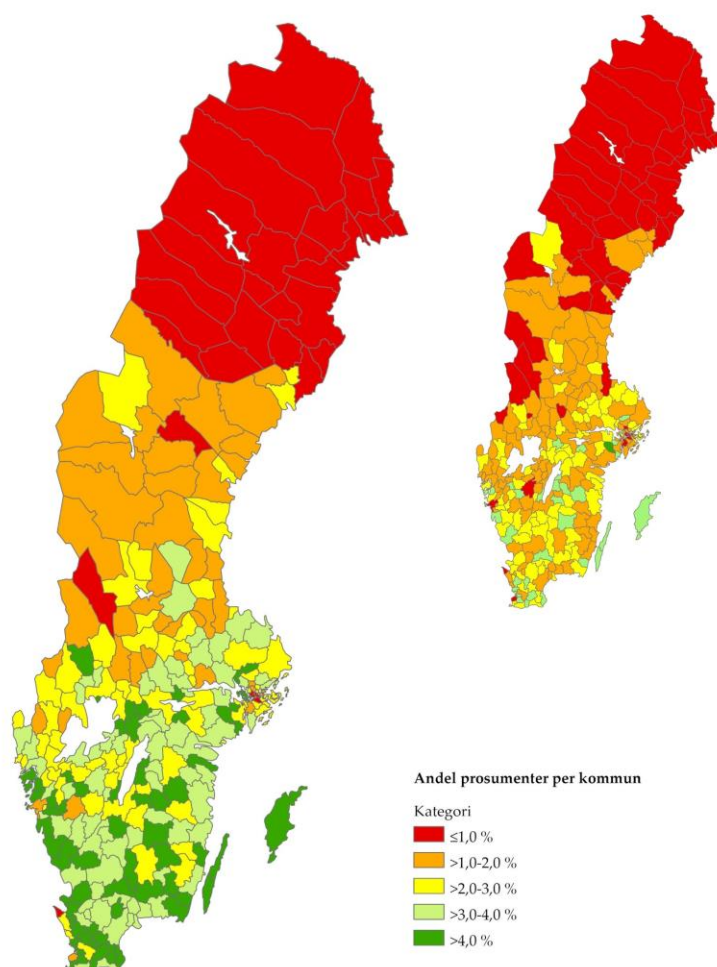 Andel prosumenter per kommun
Kategori
≤1,0 %
>1,0-2,0 %
>2,0-3,0 %
>3,0-4,0 %
>4,0 %